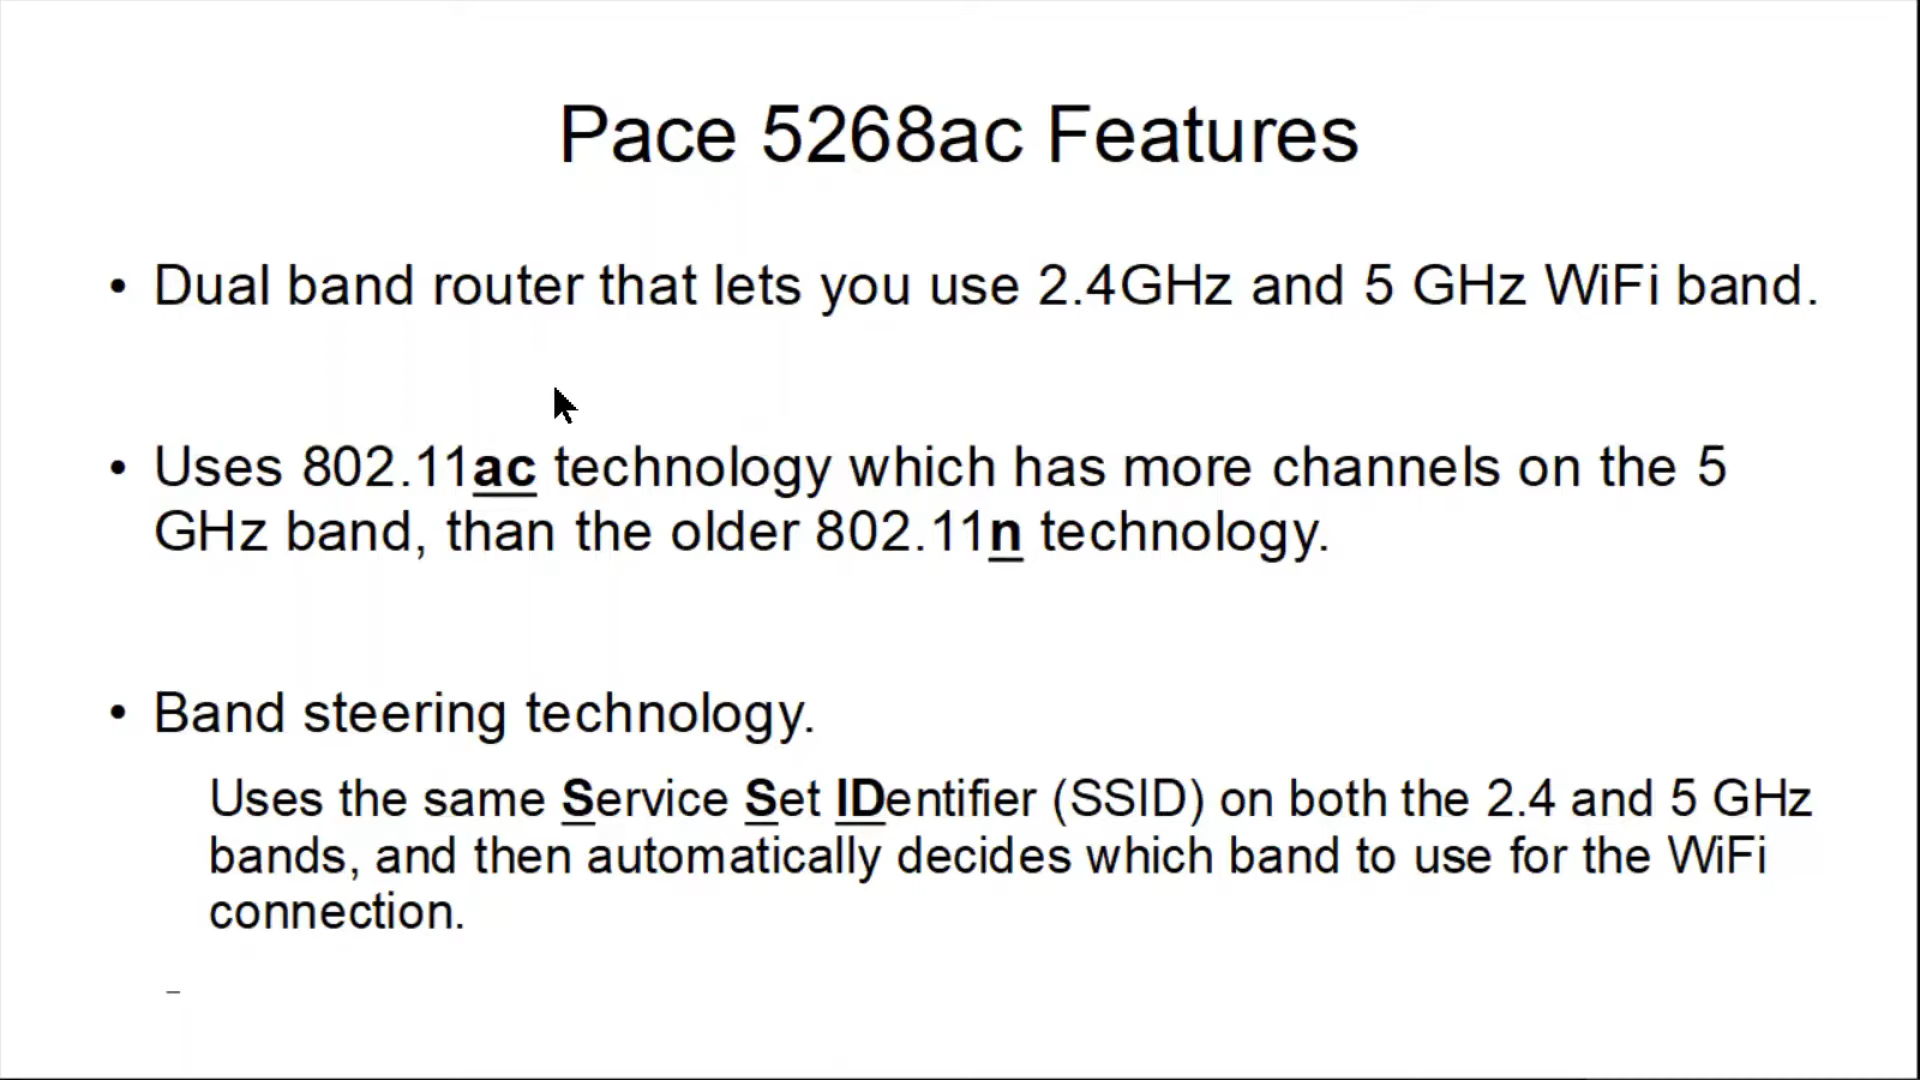 Pace 5268ac Features
• Dual band router that lets you use 2.4GHz and 5 GHz WiFi band.
• Uses 802.11ac technology which has more channels on the 5
GHz band, than the older 802.11n technology.
• Band steering technology.
Uses the same Service Set IDentifier (SSID) on both the 2.4 and 5 GHz
bands, and then automatically decides which band to use for the WiFi
connection.
–